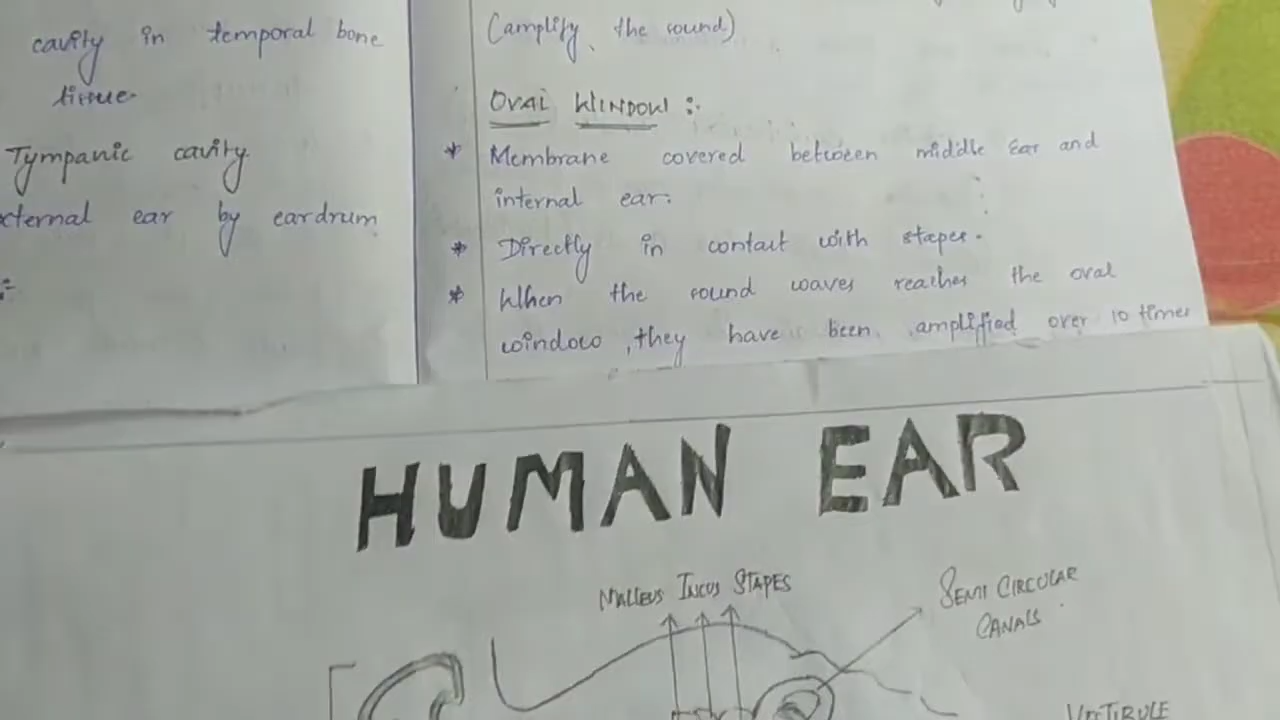 cavity in temporal bone
tissue.
Tympanic cavity
external ear by eardrum
(amplify the sound)
OVAL WINDOW :-
* Membrane covered between middle Ear and
internal ear.
* Directly in contact with stapes.
* When the sound waves reaches the oval
window, they have been amplified over 10 times
HUMAN EAR
MALLEUS INCUS STAPES
SEMI CIRCULAR
CANALS